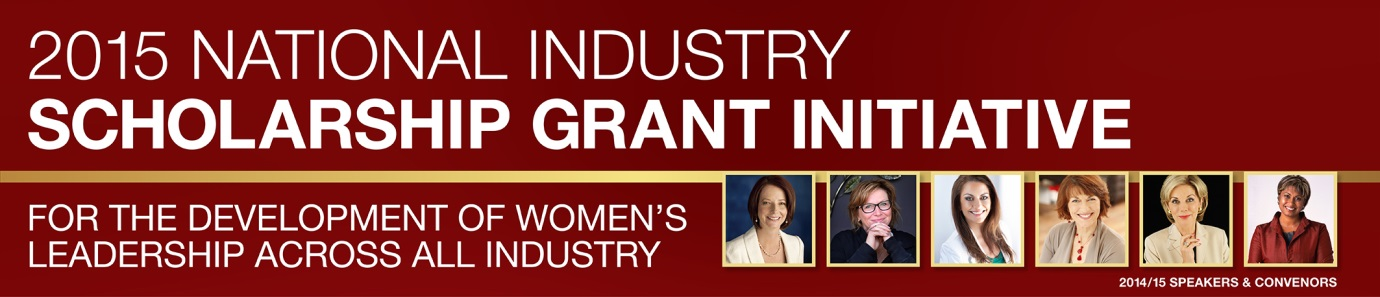 2015 NATIONAL INDUSTRY
SCHOLARSHIP GRANT INITIATIVE
FOR THE DEVELOPMENT OF WOMEN'S
LEADERSHIP ACROSS ALL INDUSTRY
2014/15 SPEAKERS & CONVENORS